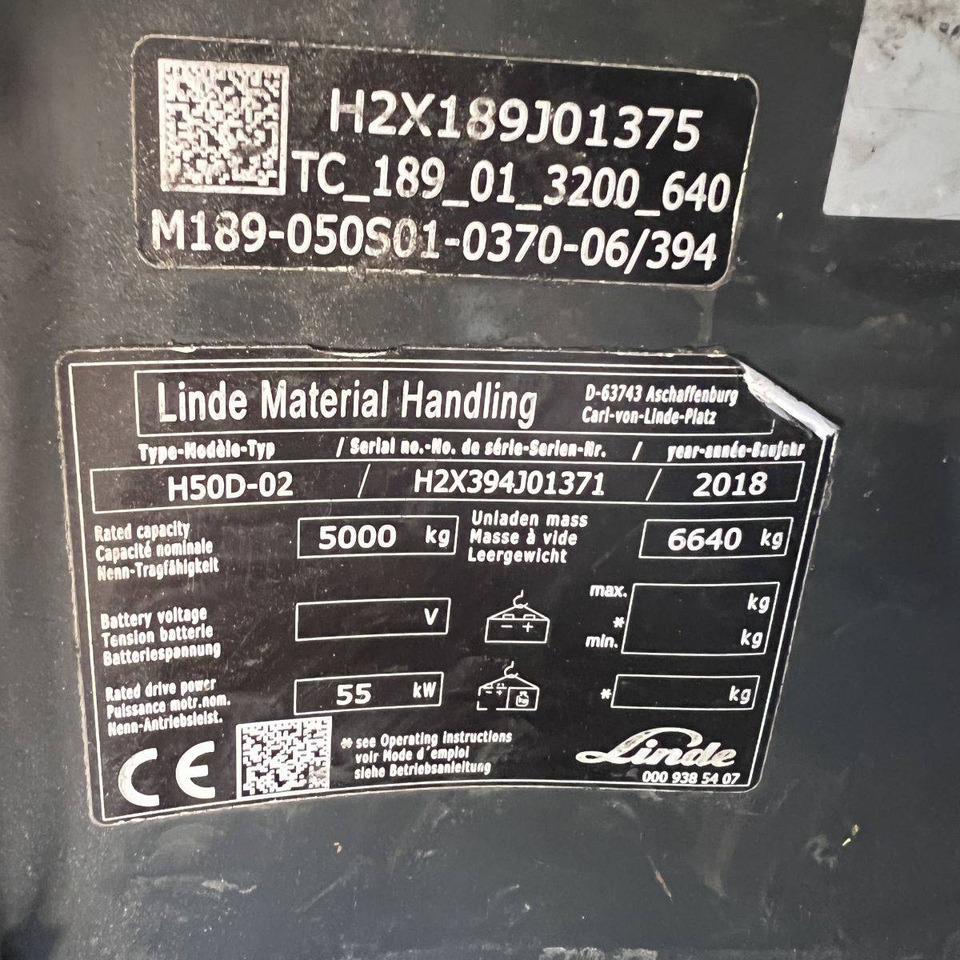 H2X189J01375
TC_189_01_3200_640
M189-050S01-0370-06/394
Linde Material Handling
D-63743 Aschaffenburg
Carl-von-Linde-Platz
Type-Modèle-Typ / Serial no.-No. de série-Serien-Nr. / year-année-Baujahr
H50D-02 / H2X394J01371 / 2018
Rated capacity
Capacité nominale
Nenn-Tragfähigkeit
5000 kg
Unladen mass
Masse à vide
Leergewicht
6640 kg
Battery voltage
Tension batterie
Batteriespannung
V
max. kg
*
min. kg
Rated drive power
Puissance motr.nom.
Nenn-Antriebsleist.
55 kW
* kg
CE
* see Operating Instructions
voir Mode d'emploi
siehe Betriebsanleitung
Linde
000 938 54 07